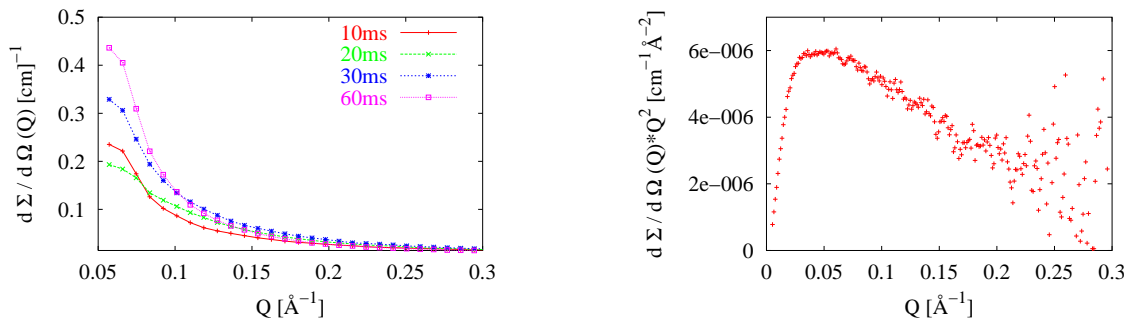 d Σ / d Ω (Q) [cm]⁻¹
0.5
0.4
0.3
0.2
0.1
10ms
20ms
30ms
60ms
0.05 0.1 0.15 0.2 0.25 0.3
Q [Å⁻¹]
d Σ / d Ω (Q)*Q² [cm⁻¹Å⁻²]
6e−006
4e−006
2e−006
0
0 0.05 0.1 0.15 0.2 0.25 0.3
Q [Å⁻¹]